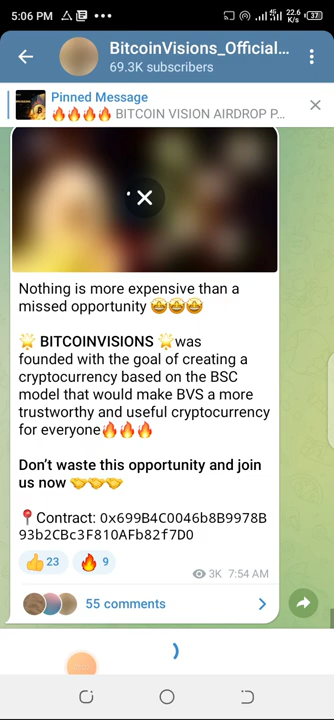 5:06 PM
22.6
K/s
37
BitcoinVisions_Official...
69.3K subscribers
Pinned Message
🔥🔥🔥🔥 BITCOIN VISION AIRDROP P...
Nothing is more expensive than a
missed opportunity 🤩🤩🤩
🌟 BITCOINVISIONS 🌟was
founded with the goal of creating a
cryptocurrency based on the BSC
model that would make BVS a more
trustworthy and useful cryptocurrency
for everyone🔥🔥🔥
Don’t waste this opportunity and join
us now 🤝🤝🤝
📍Contract: 0x699B4C0046b8B9978B
93b2CBc3F810AFb82f7D0
👍23 🔥 9
3K 7:54 AM
55 comments